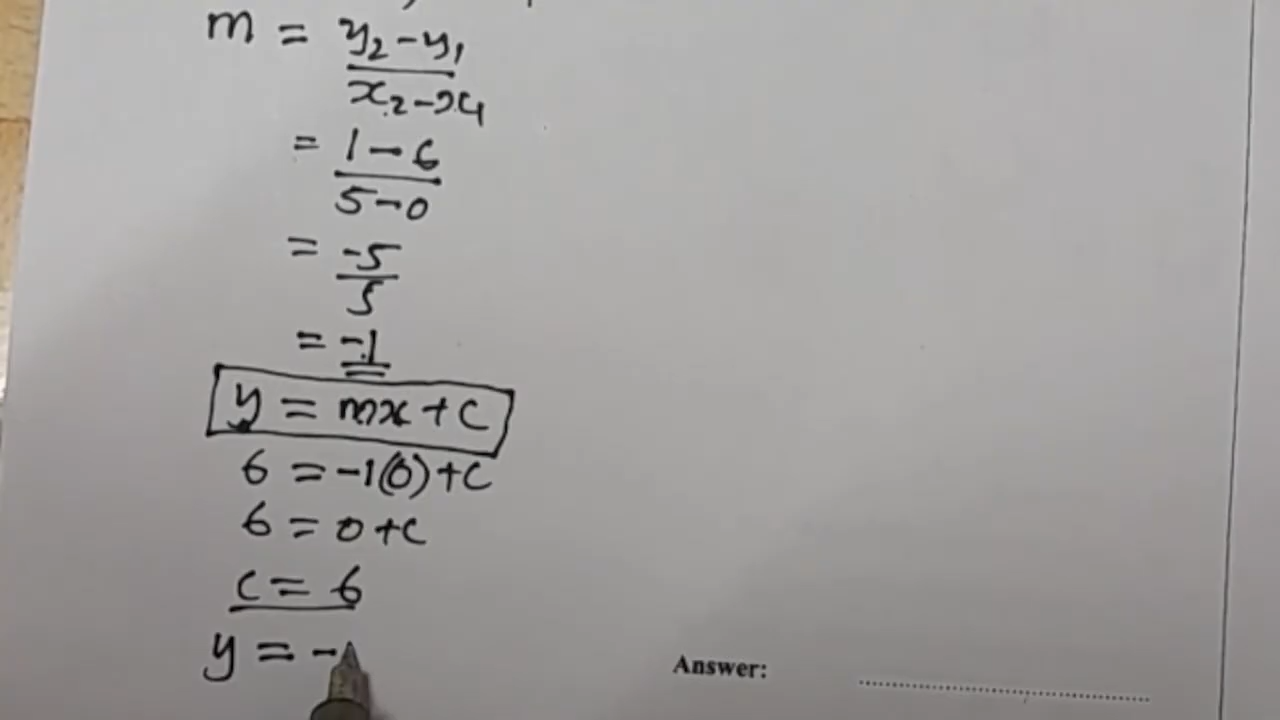 m = y₂-y₁
x₂-x₁
= 1-6
5-0
= -5
5
= -1
y = mx+c
6 = -1(0)+c
6 = 0+c
c = 6
y = -
Answer: ................................